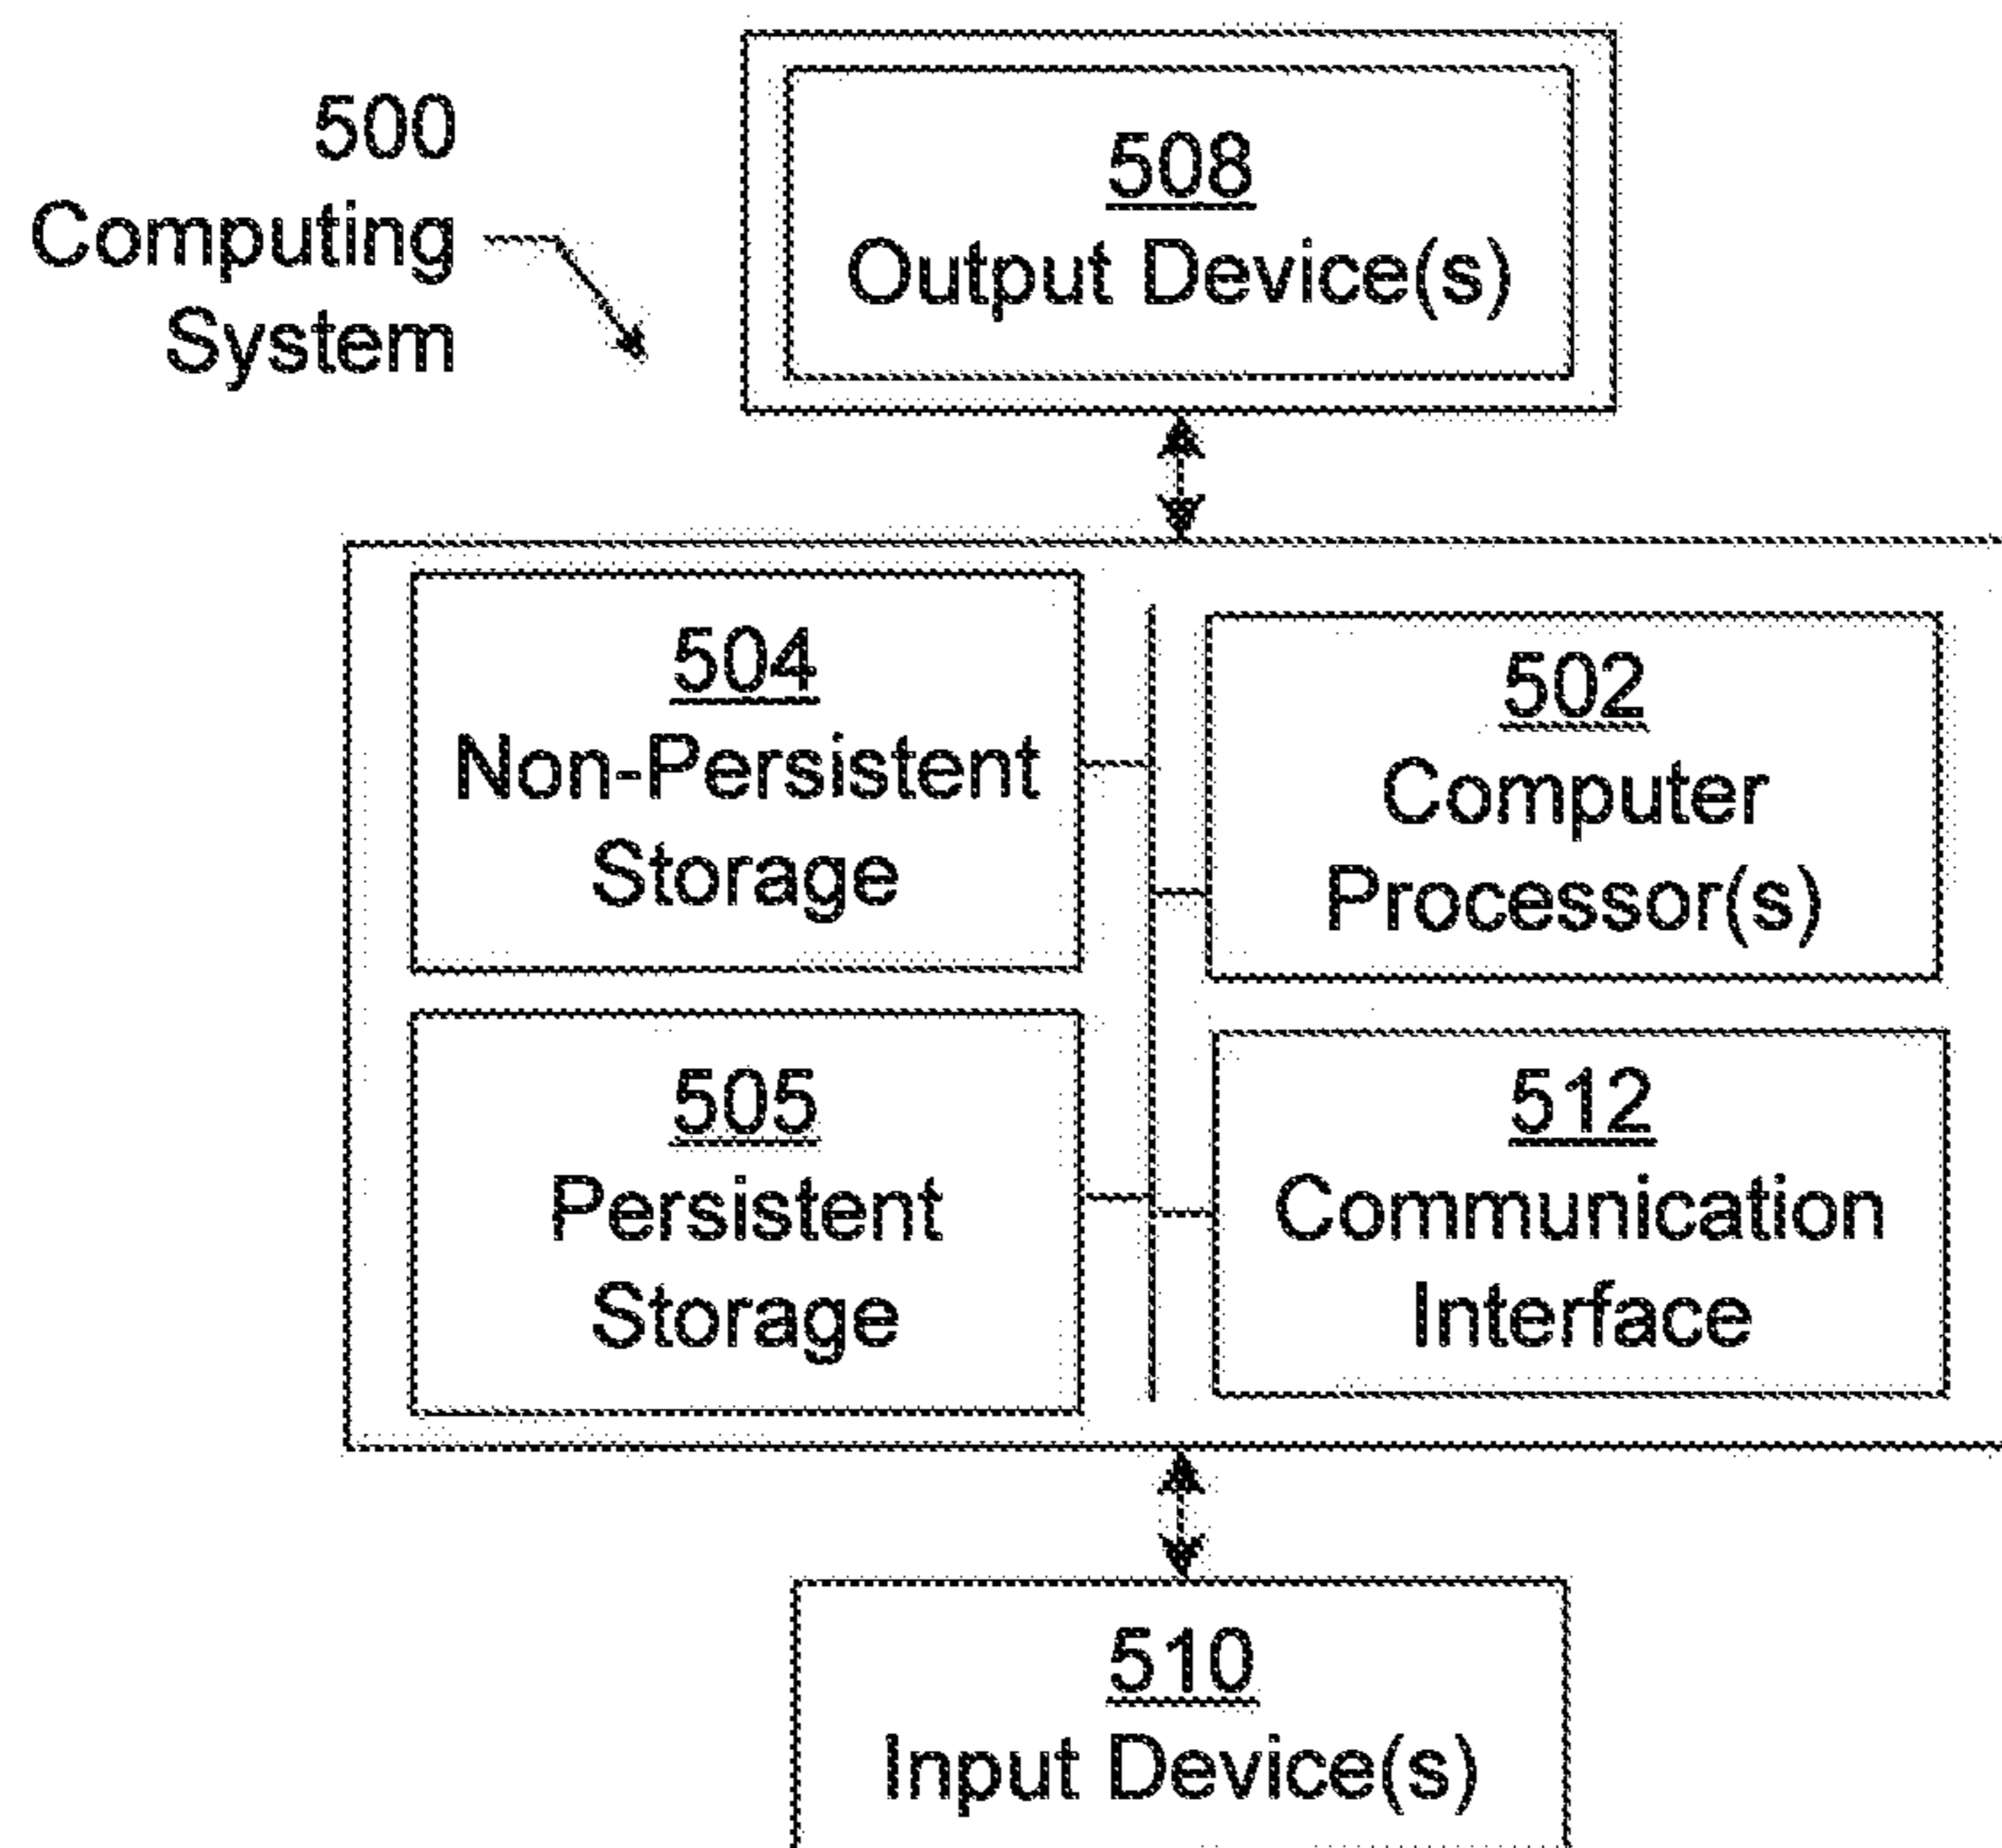 500
Computing
System
508
Output Device(s)
504
Non-Persistent
Storage
502
Computer
Processor(s)
505
Persistent
Storage
512
Communication
Interface
510
Input Device(s)